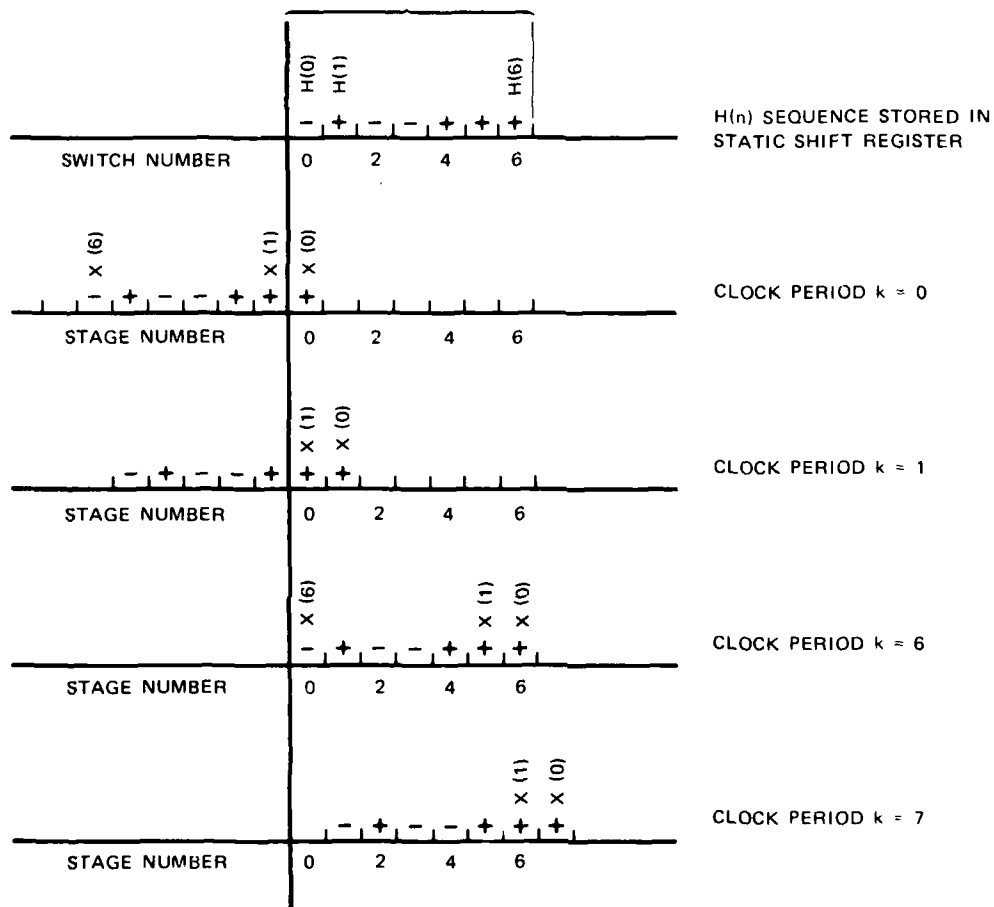 H(0) H(1) H(6)
− + − − + + +
H(n) SEQUENCE STORED IN
STATIC SHIFT REGISTER
SWITCH NUMBER 0 2 4 6
X (6) X (1) X (0)
− + − − + + +
CLOCK PERIOD k = 0
STAGE NUMBER 0 2 4 6
X (1) X (0)
− + − − + + +
CLOCK PERIOD k = 1
STAGE NUMBER 0 2 4 6
X (6) X (1) X (0)
− + − − + + +
CLOCK PERIOD k = 6
STAGE NUMBER 0 2 4 6
X (1) X (0)
− + − − + + +
CLOCK PERIOD k = 7
STAGE NUMBER 0 2 4 6